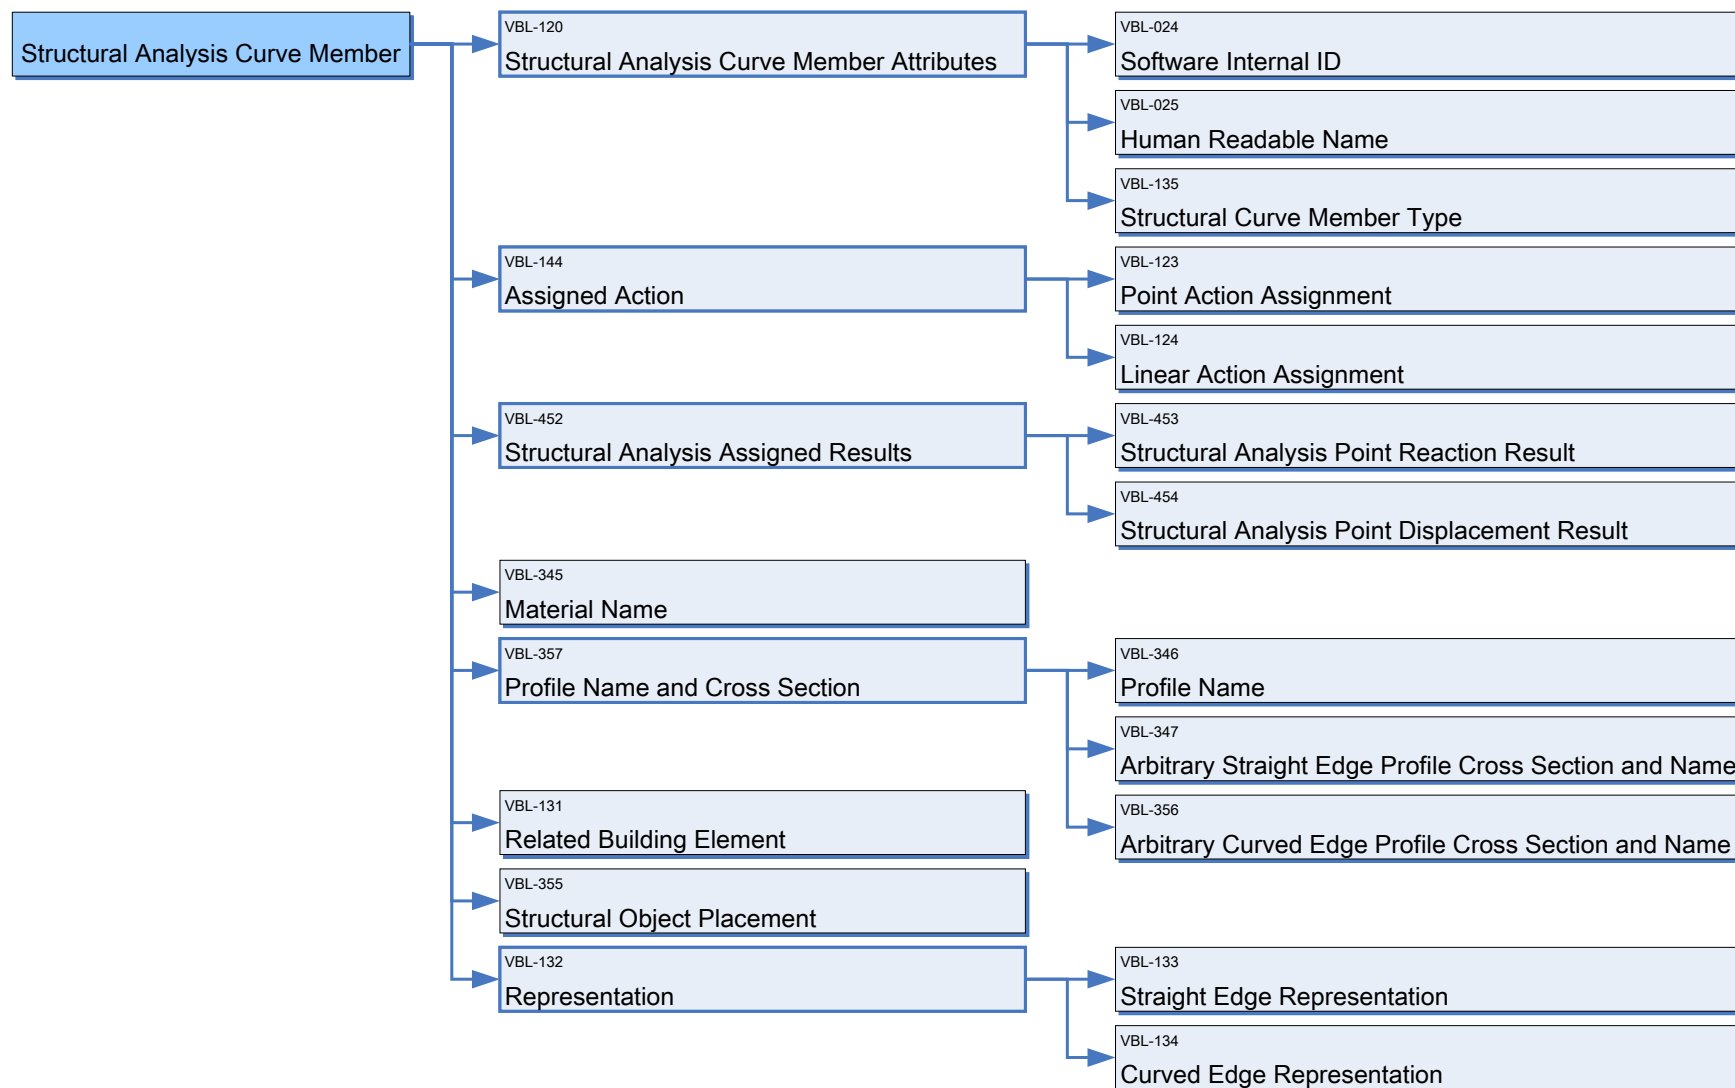 Structural Analysis Curve Member
VBL-120
Structural Analysis Curve Member Attributes
VBL-024
Software Internal ID
VBL-025
Human Readable Name
VBL-135
Structural Curve Member Type
VBL-144
Assigned Action
VBL-123
Point Action Assignment
VBL-124
Linear Action Assignment
VBL-452
Structural Analysis Assigned Results
VBL-453
Structural Analysis Point Reaction Result
VBL-454
Structural Analysis Point Displacement Result
VBL-345
Material Name
VBL-357
Profile Name and Cross Section
VBL-346
Profile Name
VBL-347
Arbitrary Straight Edge Profile Cross Section and Name
VBL-356
Arbitrary Curved Edge Profile Cross Section and Name
VBL-131
Related Building Element
VBL-355
Structural Object Placement
VBL-132
Representation
VBL-133
Straight Edge Representation
VBL-134
Curved Edge Representation